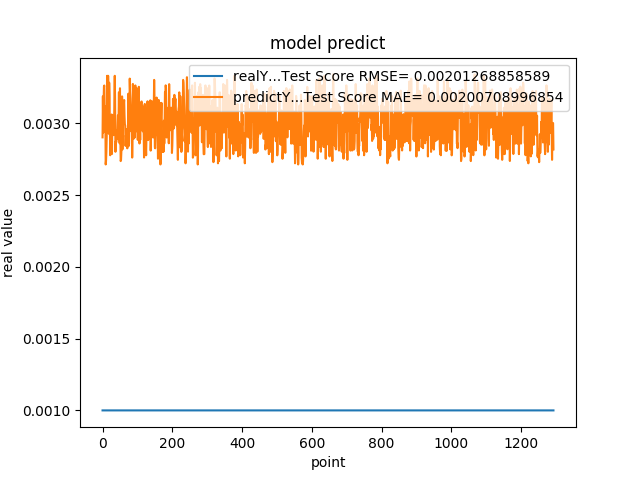 model predict
realY...Test Score RMSE= 0.00201268858589
predictY...Test Score MAE= 0.00200708996854
real value
0.0030
0.0025
0.0020
0.0015
0.0010
0 200 400 600 800 1000 1200
point